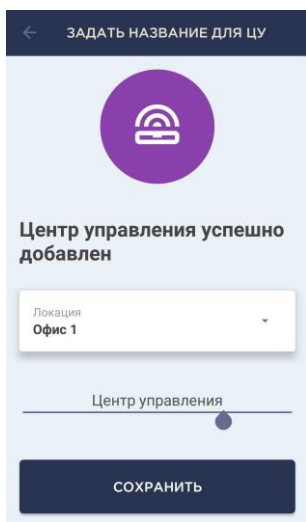 ЗАДАТЬ НАЗВАНИЕ ДЛЯ ЦУ
Центр управления успешно
добавлен
Локация
Офис 1
Центр управления
СОХРАНИТЬ